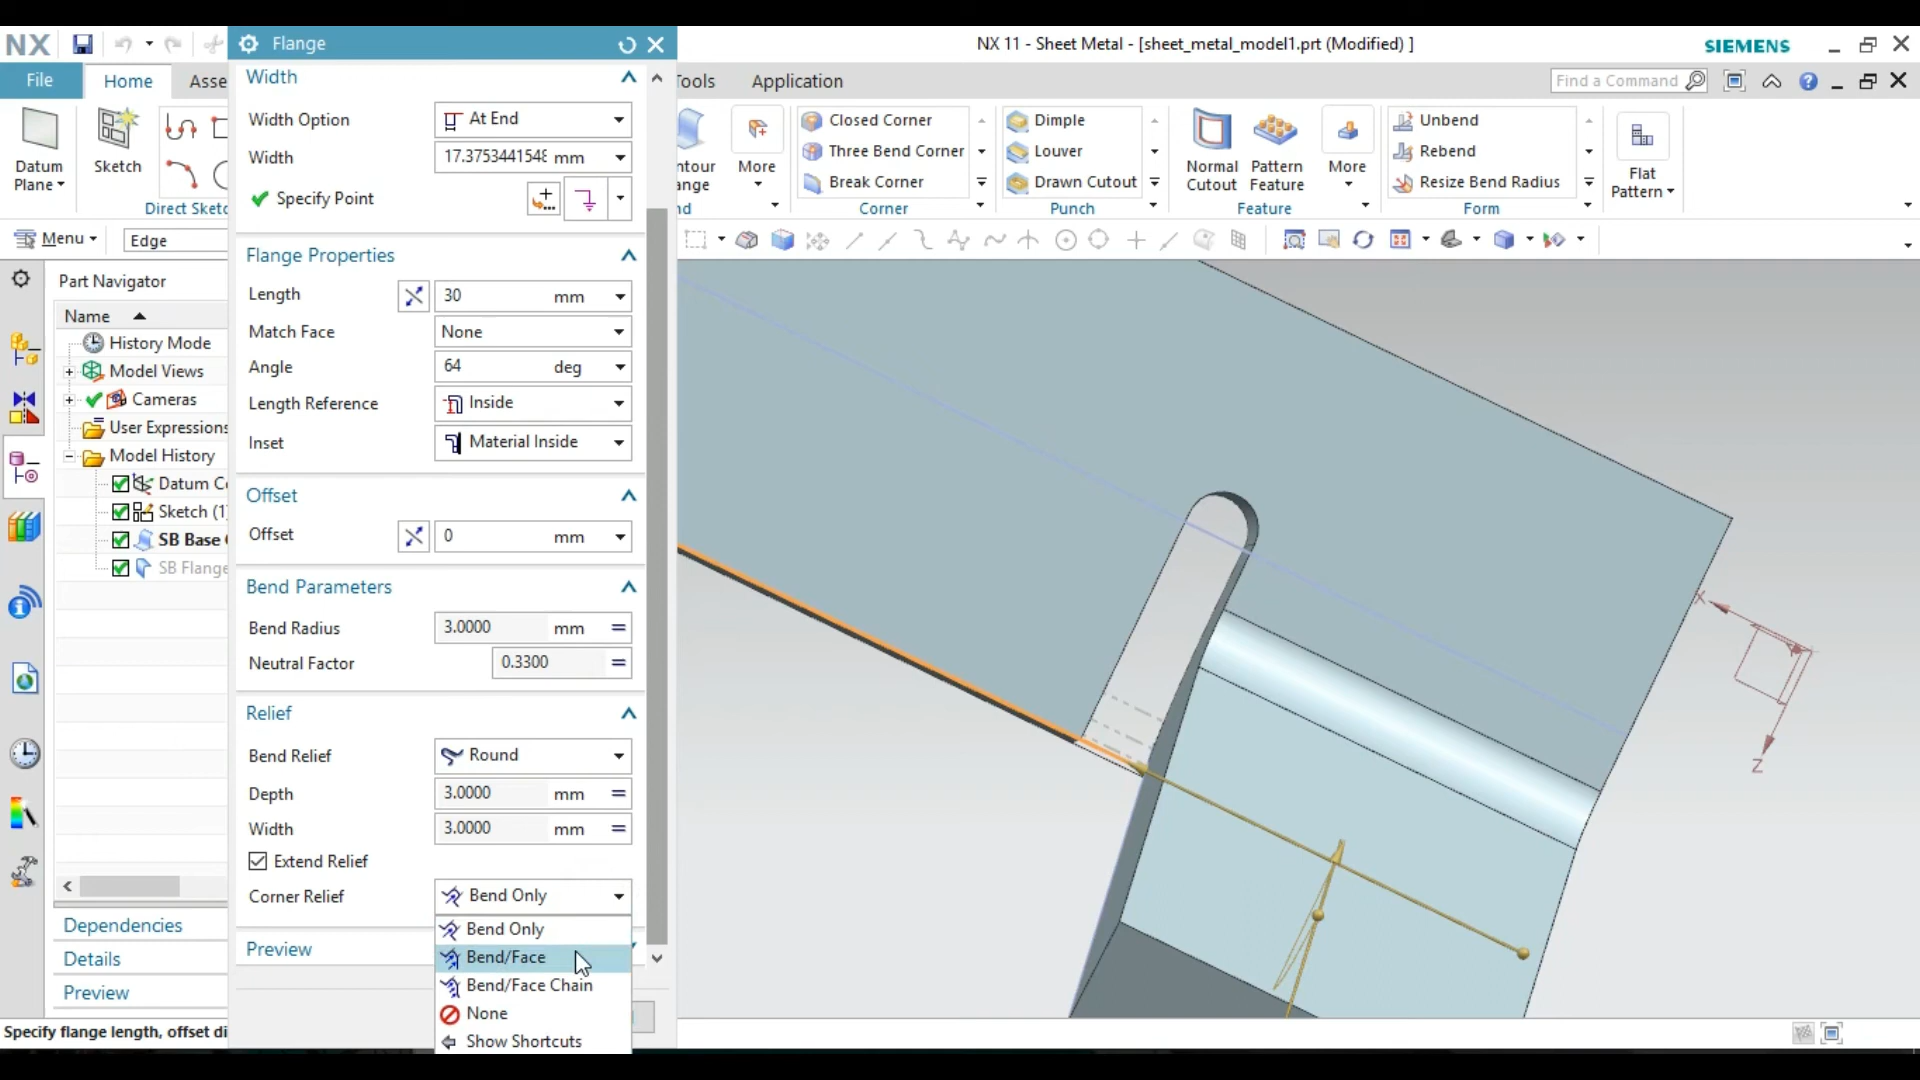 NX
Flange
NX 11 - Sheet Metal - [sheet_metal_model1.prt (Modified) ]
SIEMENS
File
Home
Asse
Tools
Application
Find a Command
Datum
Plane
Sketch
Direct Sket
More
Closed Corner
Three Bend Corner
Break Corner
Corner
Dimple
Louver
Drawn Cutout
Punch
Normal
Cutout
Pattern
Feature
More
Feature
Unbend
Rebend
Resize Bend Radius
Form
Flat
Pattern
Menu
Edge
Part Navigator
Name
History Mode
Model Views
Cameras
User Expressions
Model History
Datum C
Sketch (1)
SB Base
SB Flange
Dependencies
Details
Preview
Specify flange length, offset di
Width
Width Option
At End
Width
17.375344154 mm
Specify Point
Flange Properties
Length
30 mm
Match Face
None
Angle
64 deg
Length Reference
Inside
Inset
Material Inside
Offset
Offset
0 mm
Bend Parameters
Bend Radius
3.0000 mm =
Neutral Factor
0.3300 =
Relief
Bend Relief
Round
Depth
3.0000 mm =
Width
3.0000 mm =
Extend Relief
Corner Relief
Bend Only
Bend Only
Bend/Face
Bend/Face Chain
None
Show Shortcuts
Preview
X
Z